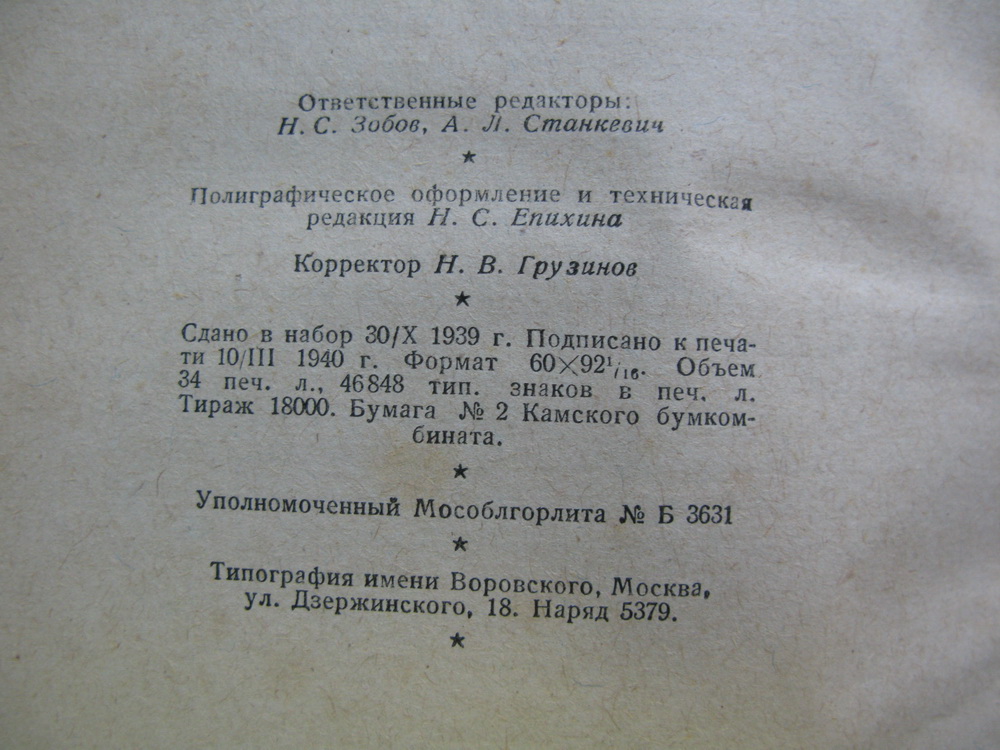 Ответственные редакторы:
Н. С. Зобов, А. Л. Станкевич
★
Полиграфическое оформление и техническая
редакция Н. С. Епихина
Корректор Н. В. Грузинов
★
Сдано в набор 30/X 1939 г. Подписано к печа-
ти 10/III 1940 г. Формат 60×92¹/₁₆. Объем
34 печ. л., 46848 тип. знаков в печ. л.
Тираж 18000. Бумага № 2 Камского бумком-
бината.
★
Уполномоченный Мособлгорлита № Б 3631
★
Типография имени Воровского, Москва,
ул. Дзержинского, 18. Наряд 5379.
★